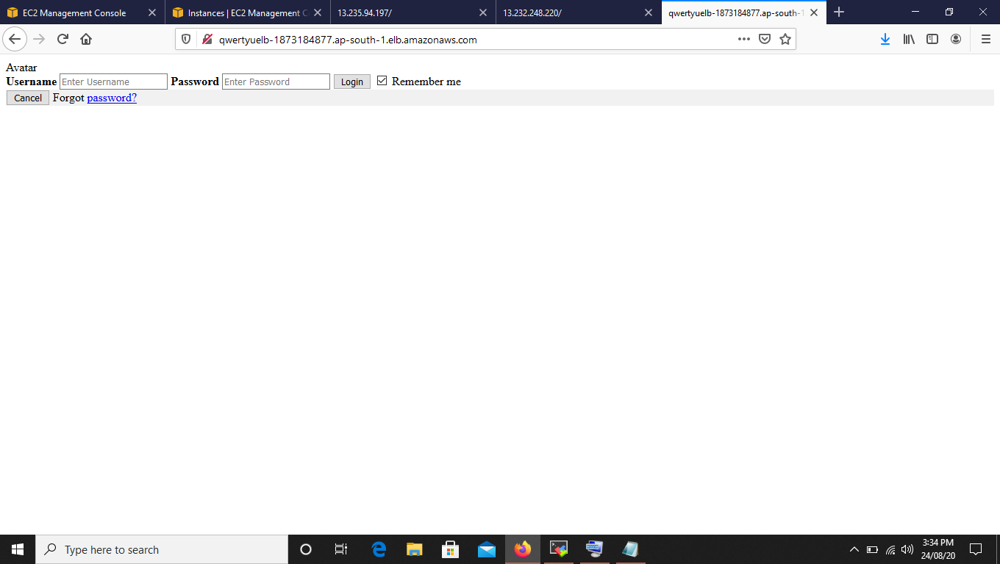 EC2 Management Console
Instances | EC2 Management C
13.235.94.197/
13.232.248.220/
qwertyuelb-1873184877.ap-south-1
qwertyuelb-1873184877.ap-south-1.elb.amazonaws.com
Avatar
Username Enter Username Password Enter Password Login Remember me
Cancel Forgot password?
Type here to search
3:34 PM
24/08/20